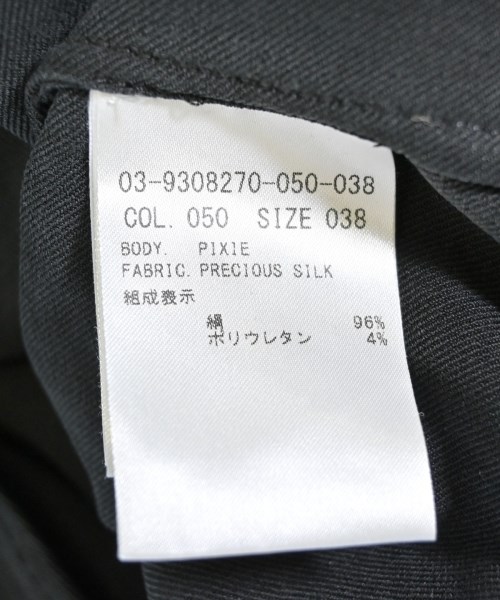 03-9308270-050-038
COL. 050 SIZE 038
BODY. PIXIE
FABRIC. PRECIOUS SILK
組成表示
絹 96%
ポリウレタン 4%